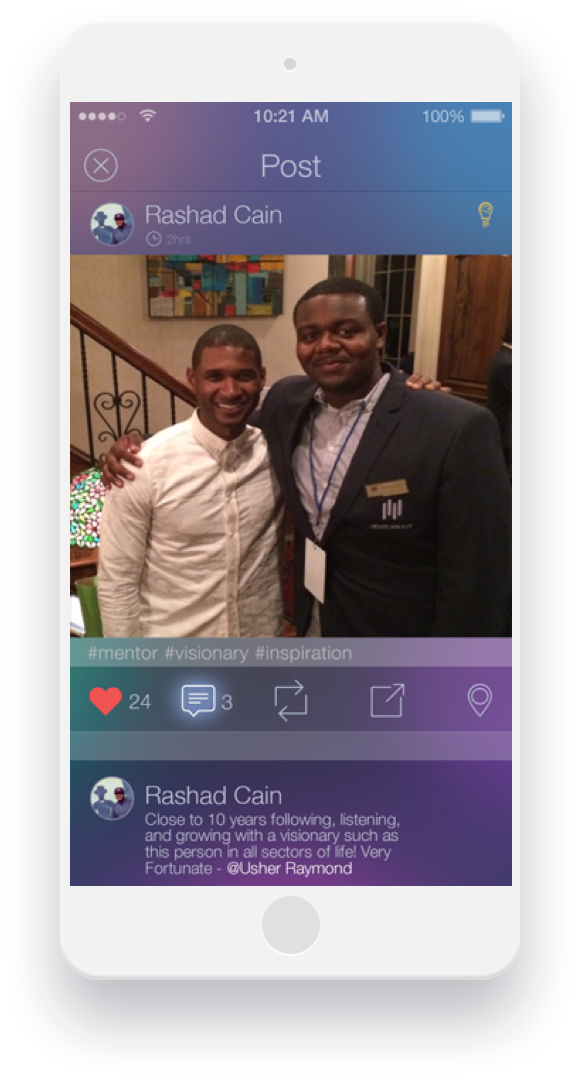 10:21 AM
100%
Post
Rashad Cain
2hrs
#mentor #visionary #inspiration
24
3
Rashad Cain
Close to 10 years following, listening,
and growing with a visionary such as
this person in all sectors of life! Very
Fortunate - @Usher Raymond